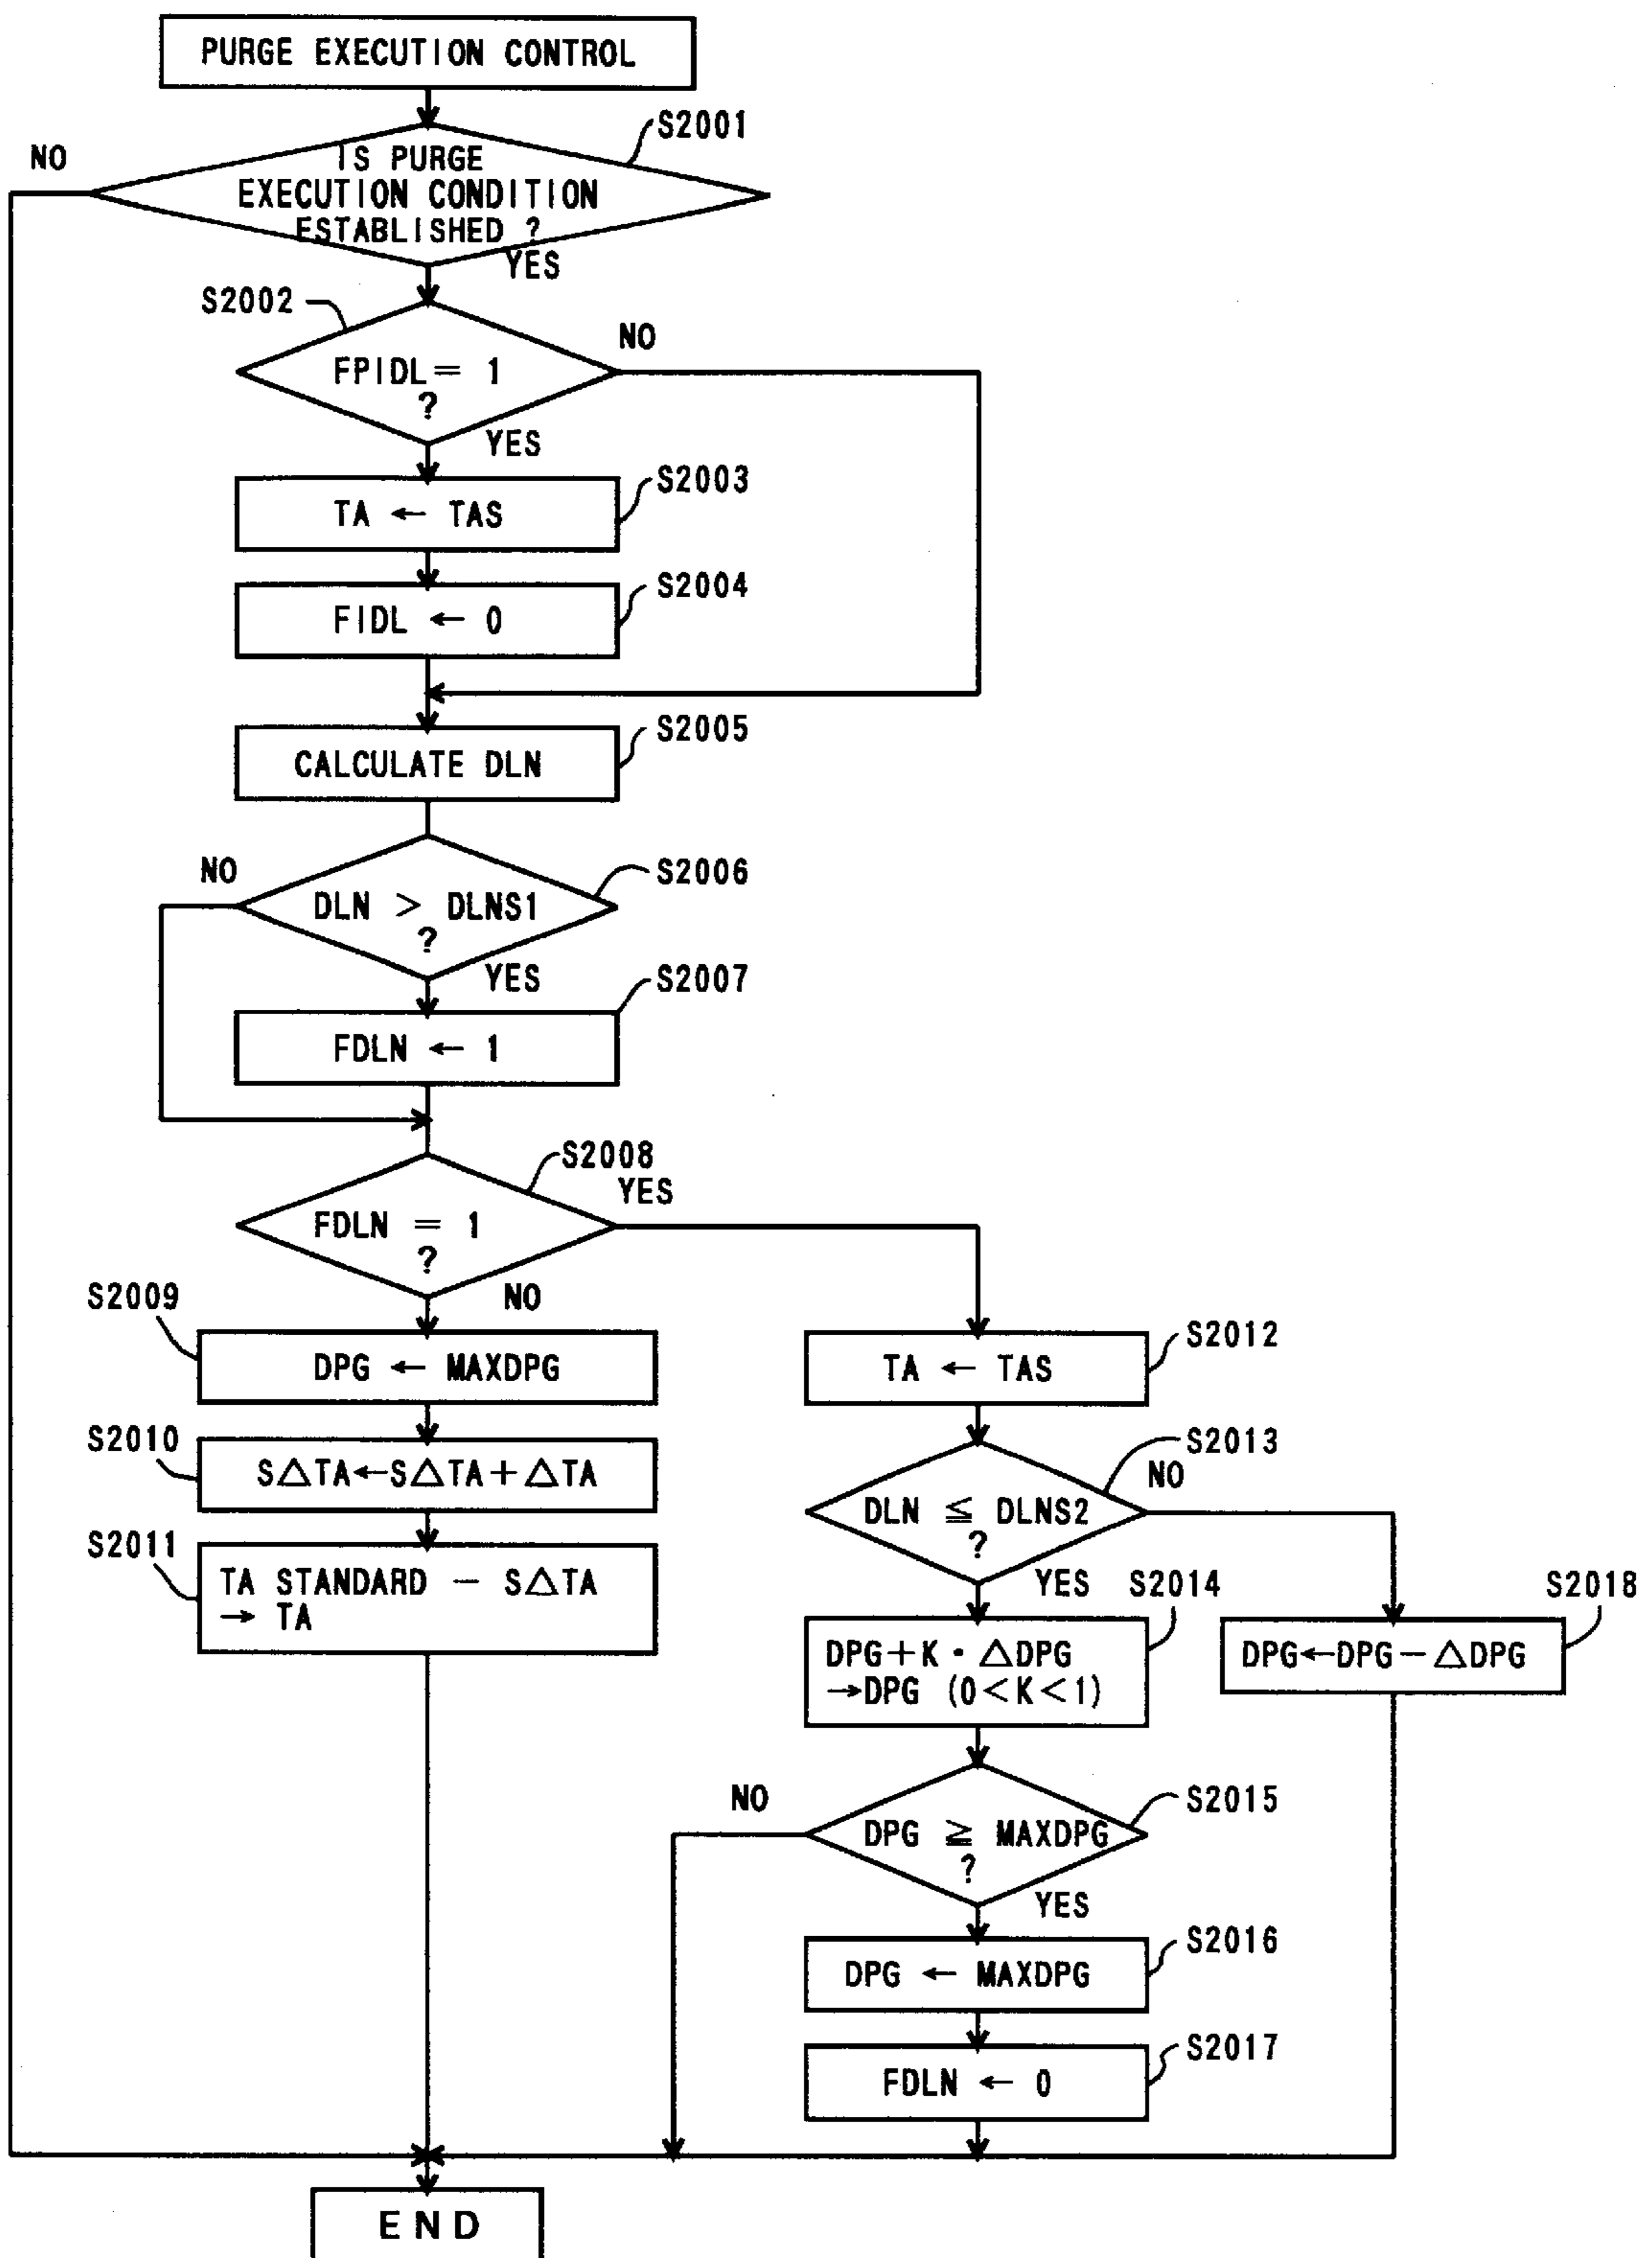 PURGE EXECUTION CONTROL
S2001
NO
IS PURGE
EXECUTION CONDITION
ESTABLISHED ?
YES
S2002
NO
FPIDL = 1
?
YES
S2003
TA ← TAS
S2004
FIDL ← 0
S2005
CALCULATE DLN
NO
S2006
DLN > DLNS1
?
YES
S2007
FDLN ← 1
S2008
YES
FDLN = 1
?
NO
S2009
DPG ← MAXDPG
S2012
TA ← TAS
S2010
S△TA←S△TA+△TA
S2013
NO
DLN ≦ DLNS2
?
YES
S2011
TA STANDARD - S△TA
→ TA
S2014
DPG+K・△DPG
→DPG (0<K<1)
S2018
DPG←DPG-△DPG
NO
S2015
DPG ≧ MAXDPG
?
YES
S2016
DPG ← MAXDPG
S2017
FDLN ← 0
END